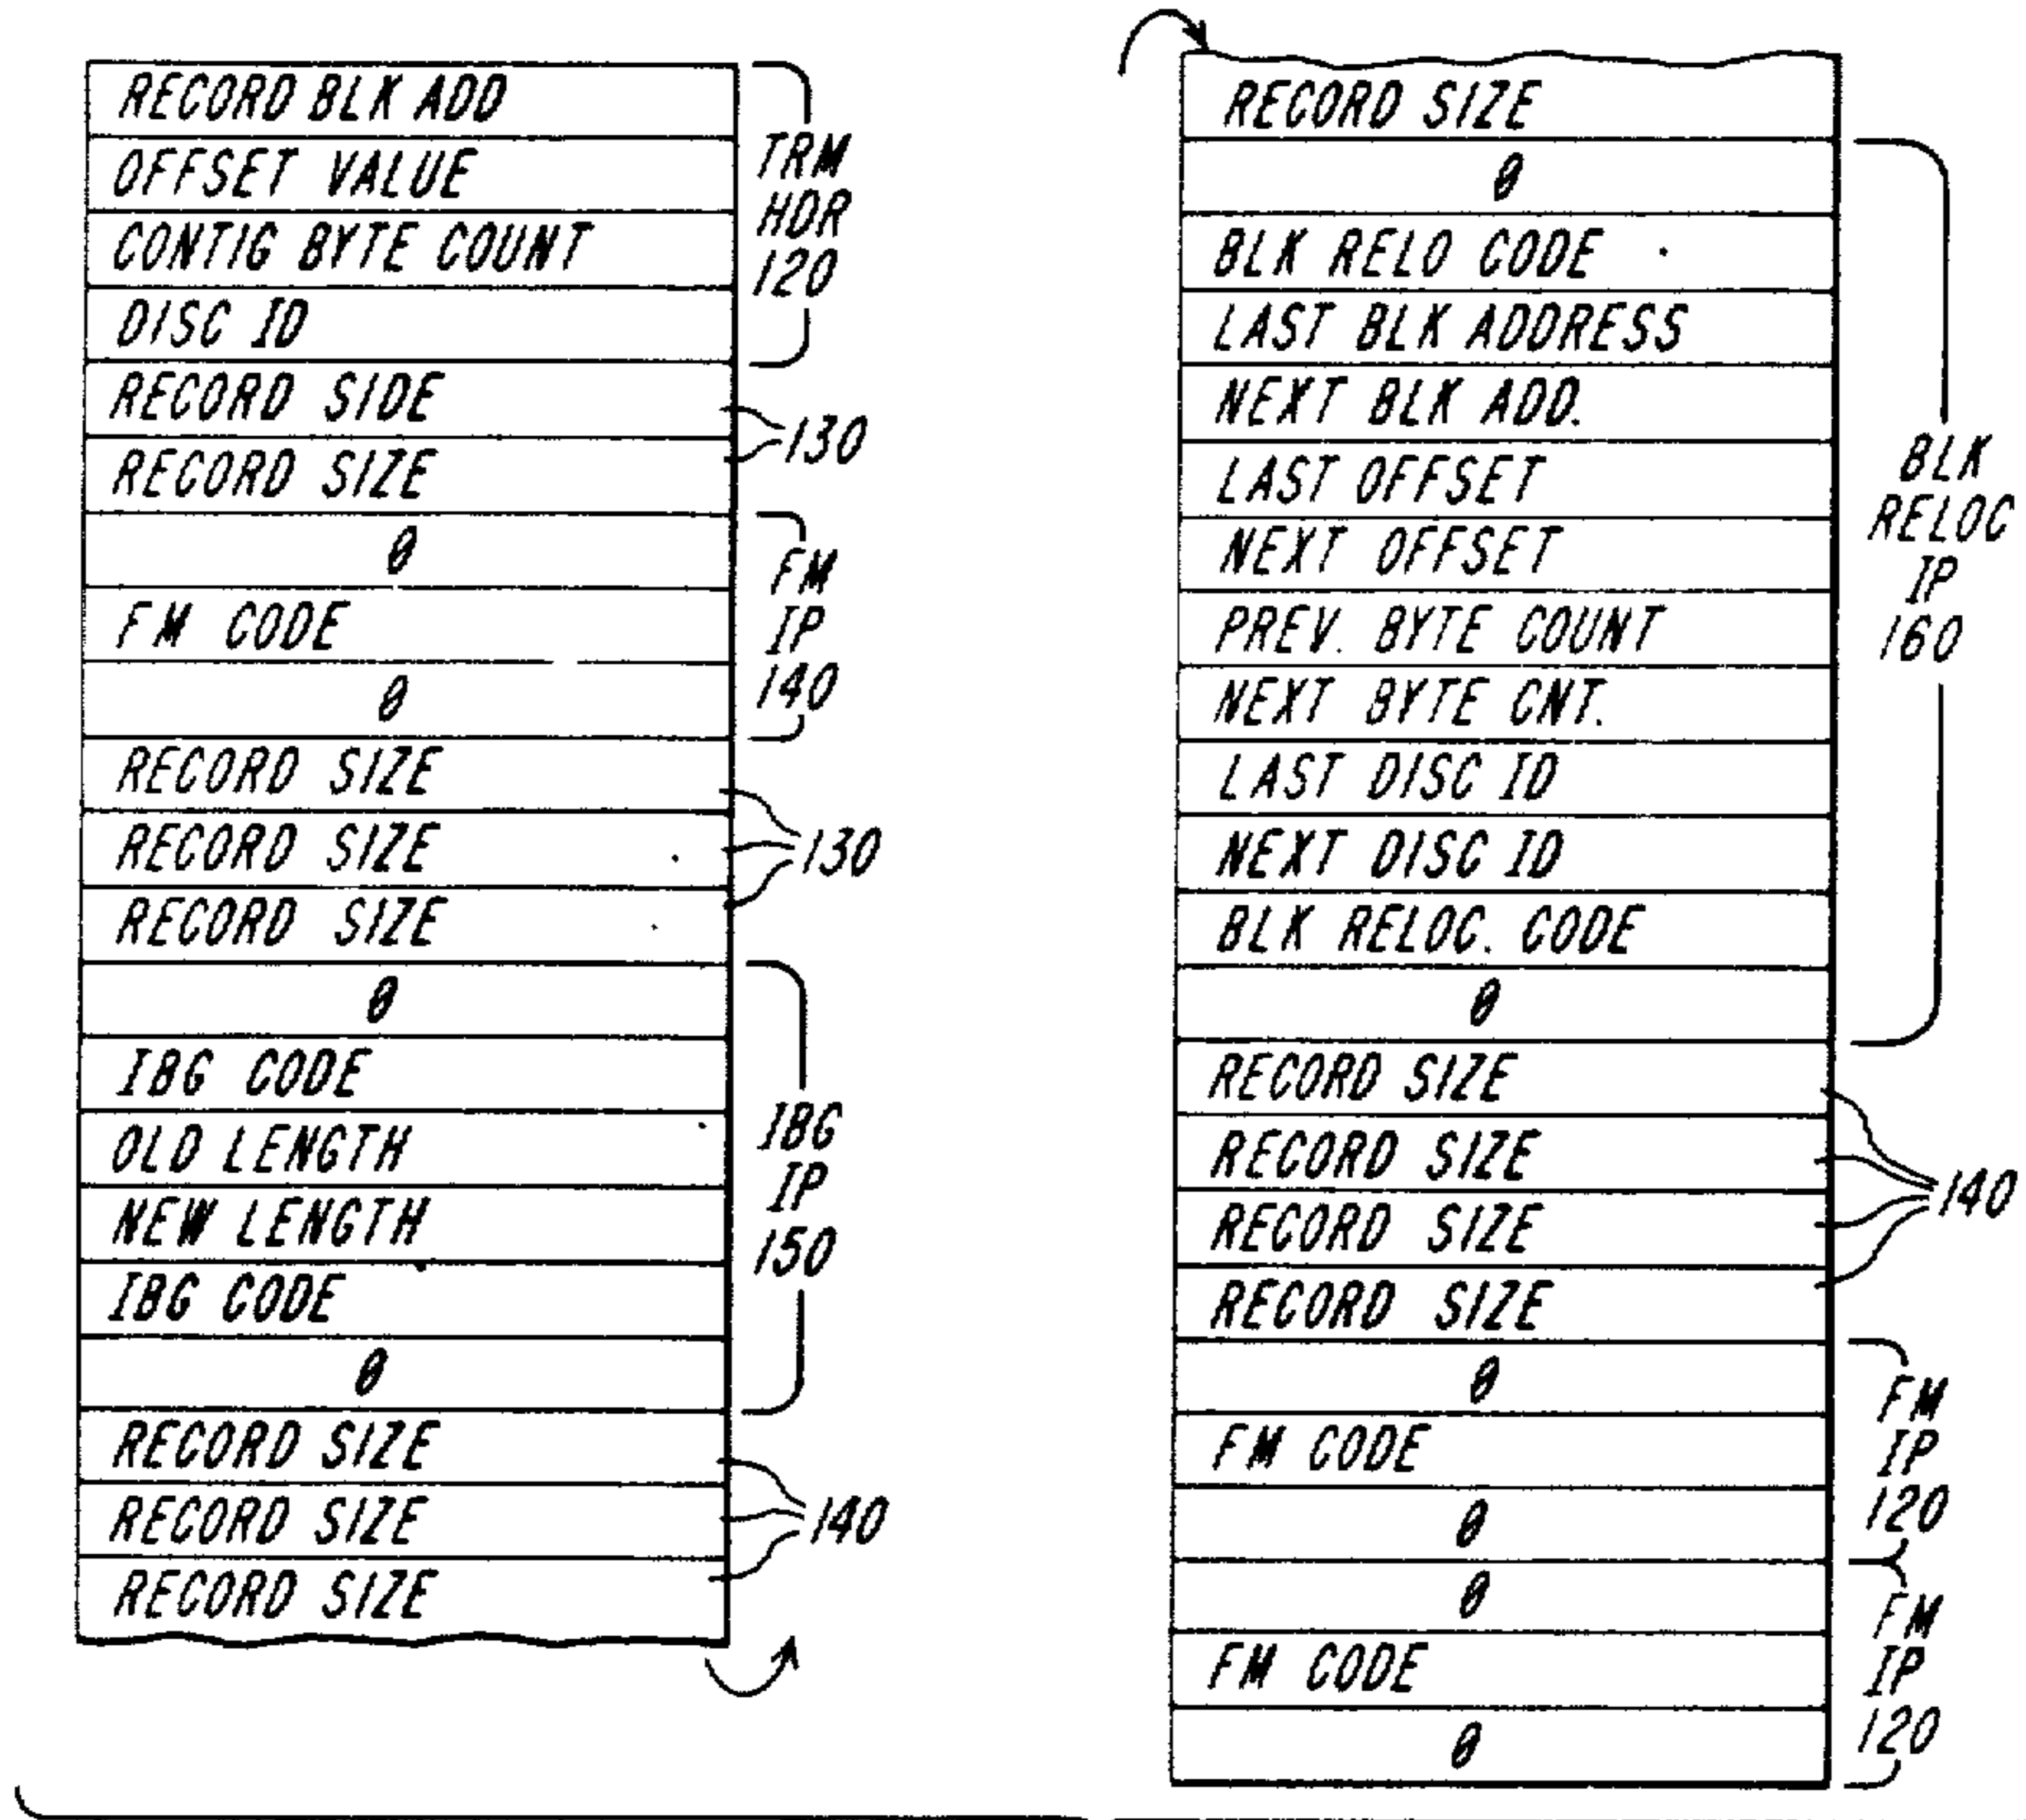 RECORD BLK ADD
OFFSET VALUE
CONTIG BYTE COUNT
DISC ID
TRM
HDR
120
RECORD SIDE
RECORD SIZE
130
0
FM CODE
0
FM
IP
140
RECORD SIZE
RECORD SIZE
RECORD SIZE
130
0
IBG CODE
OLD LENGTH
NEW LENGTH
IBG CODE
0
IBG
IP
150
RECORD SIZE
RECORD SIZE
RECORD SIZE
140
RECORD SIZE
0
BLK RELO CODE
LAST BLK ADDRESS
NEXT BLK ADD.
LAST OFFSET
NEXT OFFSET
PREV. BYTE COUNT
NEXT BYTE CNT.
LAST DISC ID
NEXT DISC ID
BLK RELOC. CODE
0
BLK
RELOC
IP
160
RECORD SIZE
RECORD SIZE
RECORD SIZE
RECORD SIZE
140
0
FM CODE
0
FM
IP
120
0
FM CODE
0
FM
IP
120